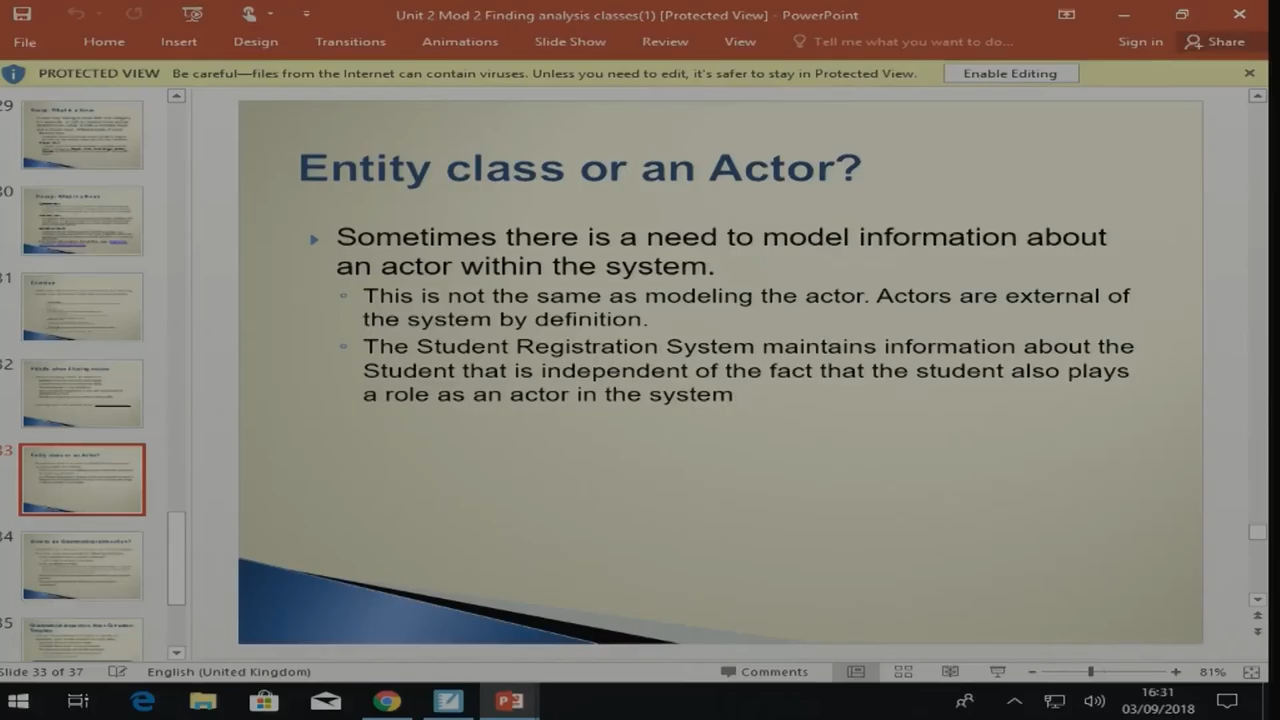 Unit 2 Mod 2 Finding analysis classes(1) [Protected View] - PowerPoint
File Home Insert Design Transitions Animations Slide Show Review View Tell me what you want to do... Sign in Share
PROTECTED VIEW Be careful—files from the Internet can contain viruses. Unless you need to edit, it's safer to stay in Protected View. Enable Editing
Entity class or an Actor?
Sometimes there is a need to model information about
an actor within the system.
This is not the same as modeling the actor. Actors are external of
the system by definition.
The Student Registration System maintains information about the
Student that is independent of the fact that the student also plays
a role as an actor in the system
Slide 33 of 37 English (United Kingdom) Comments 81%
16:31
03/09/2018